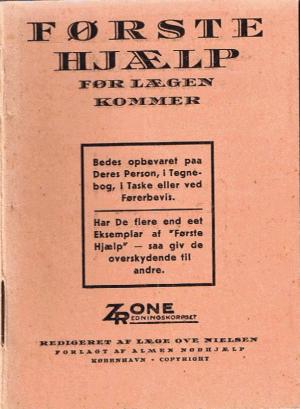 FØRSTE
HJÆLP
FØR LÆGEN
KOMMER
Bedes opbevaret paa
Deres Person, i Tegne-
bog, i Taske eller ved
Førerbevis.
Har De flere end eet
Eksemplar af "Første
Hjælp" — saa giv de
overskydende til
andre.
ZONE
REDNINGSKORPSET
REDIGERET AF LÆGE OVE NIELSEN
FORLAGT AF ALMEN NØDHJÆLP
KØBENHAVN · COPYRIGHT